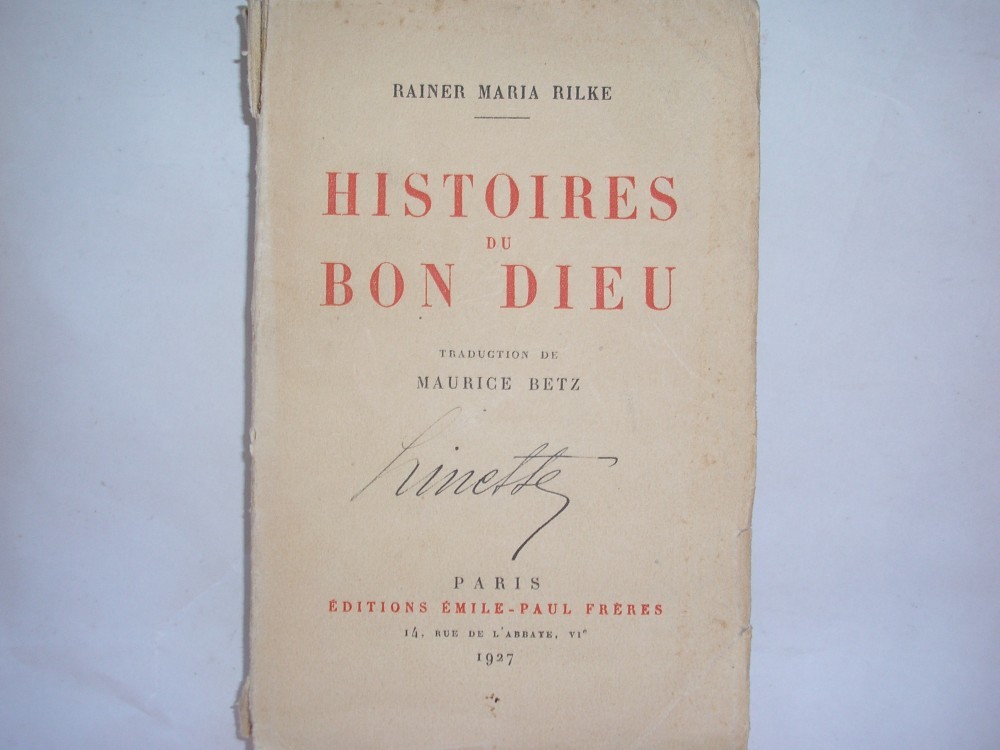 RAINER MARIA RILKE
HISTOIRES
DU
BON DIEU
TRADUCTION DE
MAURICE BETZ
Linette
PARIS
ÉDITIONS ÉMILE-PAUL FRÈRES
14, RUE DE L'ABBAYE, VIᵉ
1927